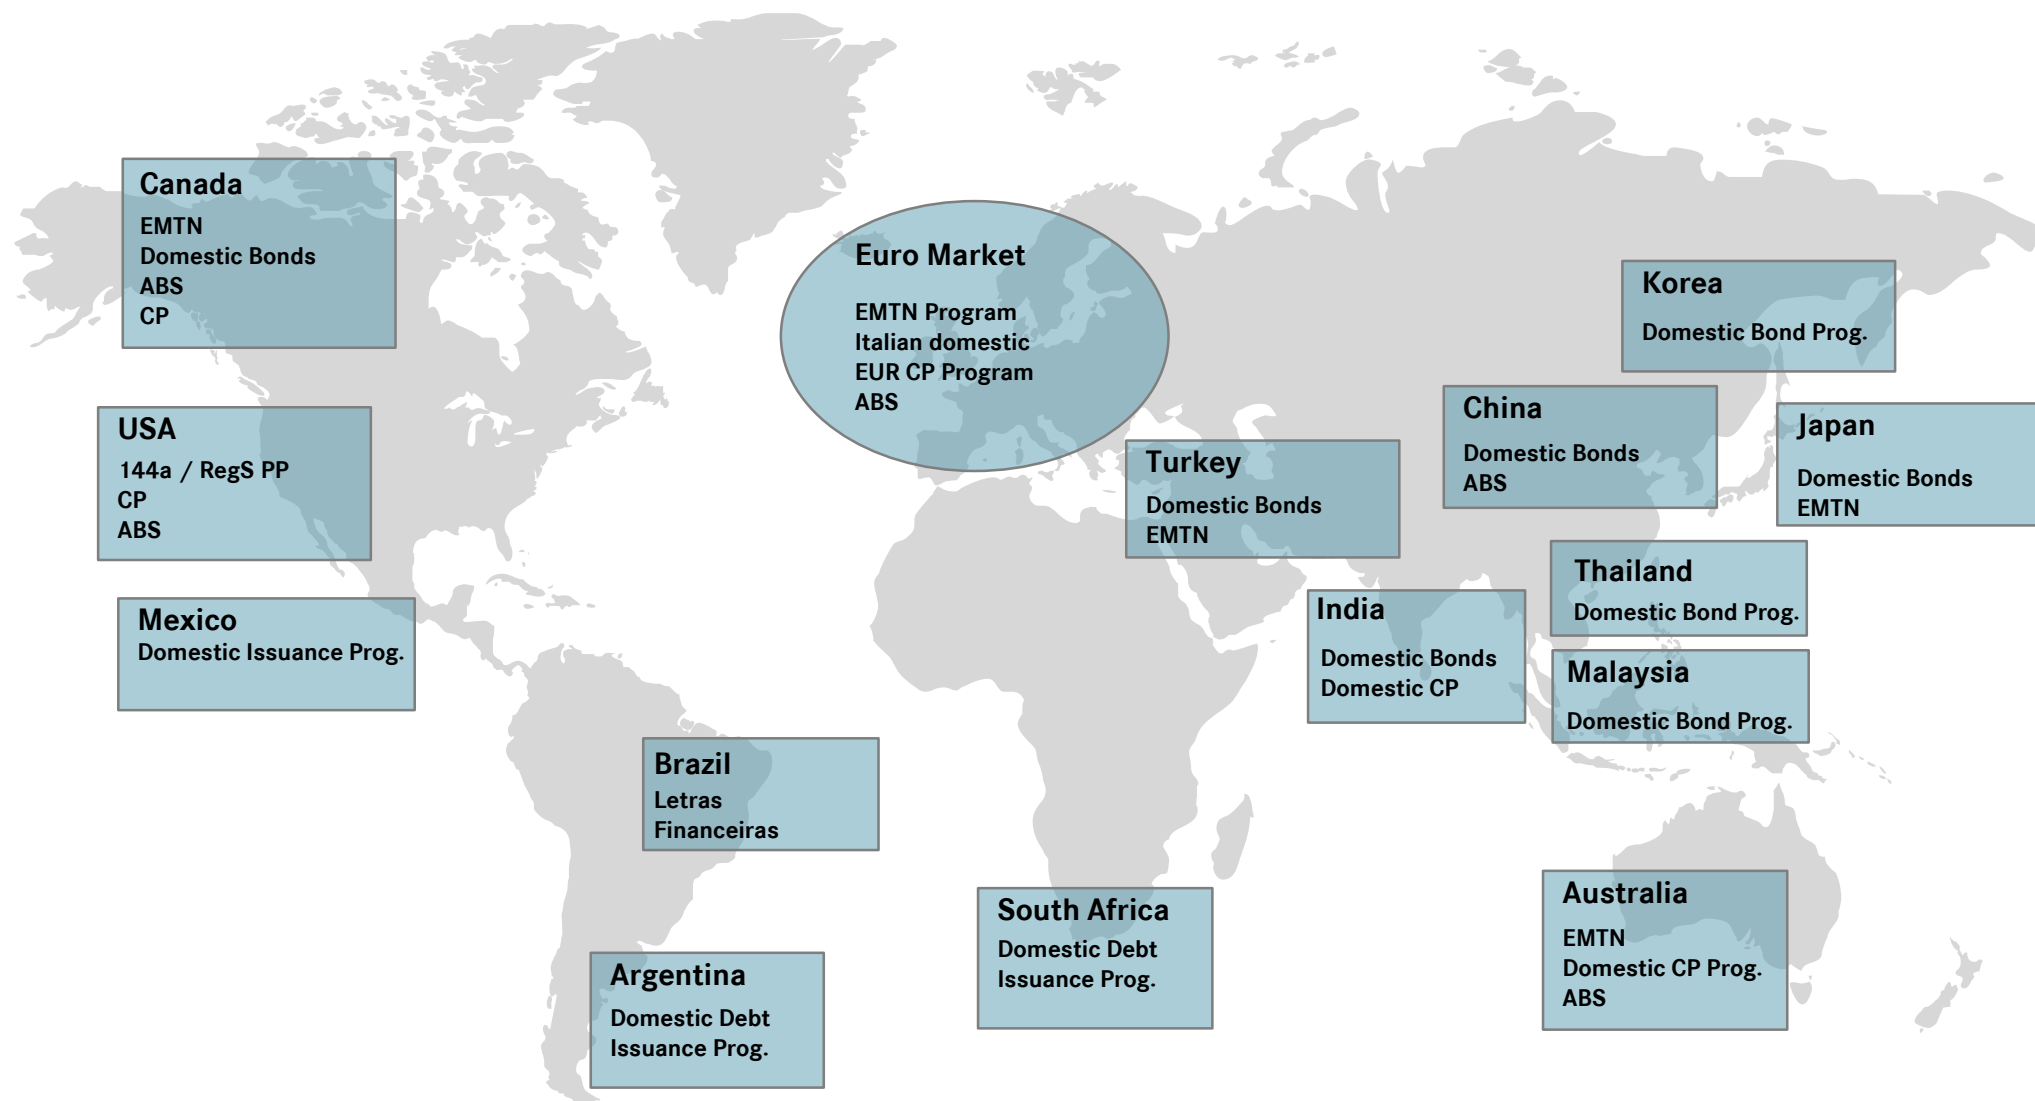 Canada
EMTN
Domestic Bonds
ABS
CP
USA
144a / RegS PP
CP
ABS
Mexico
Domestic Issuance Prog.
Brazil
Letras
Financeiras
Argentina
Domestic Debt
Issuance Prog.
Euro Market
EMTN Program
Italian domestic
EUR CP Program
ABS
South Africa
Domestic Debt
Issuance Prog.
Turkey
Domestic Bonds
EMTN
India
Domestic Bonds
Domestic CP
Korea
Domestic Bond Prog.
China
Domestic Bonds
ABS
Japan
Domestic Bonds
EMTN
Thailand
Domestic Bond Prog.
Malaysia
Domestic Bond Prog.
Australia
EMTN
Domestic CP Prog.
ABS